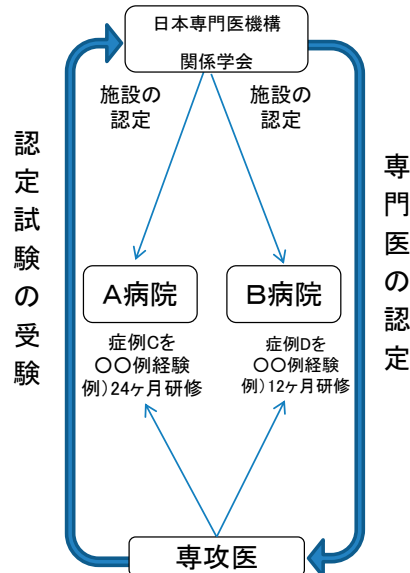 日本専門医機構
関係学会
施設の
認定
施設の
認定
認定試験の受験
専門医の認定
A病院
B病院
症例Cを
〇〇例経験
例)24ヶ月研修
症例Dを
〇〇例経験
例)12ヶ月研修
専攻医